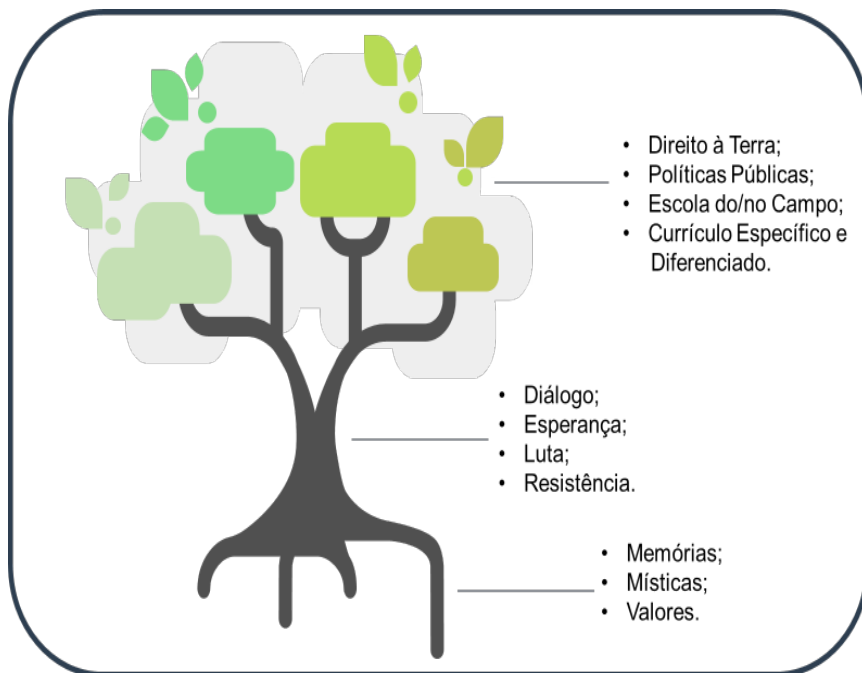 • Direito à Terra;
• Políticas Públicas;
• Escola do/no Campo;
• Currículo Específico e
Diferenciado.
• Diálogo;
• Esperança;
• Luta;
• Resistência.
• Memórias;
• Místicas;
• Valores.